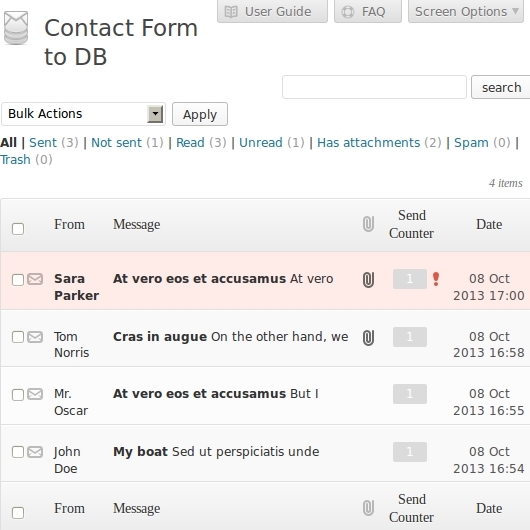 User Guide FAQ Screen Options
Contact Form
to DB
search
Bulk Actions Apply
All | Sent (3) | Not sent (1) | Read (3) | Unread (1) | Has attachments (2) | Spam (0) |
Trash (0)
4 items
From Message Send Counter Date
Sara Parker At vero eos et accusamus At vero 1 08 Oct 2013 17:00
Tom Norris Cras in augue On the other hand, we 1 08 Oct 2013 16:58
Mr. Oscar At vero eos et accusamus But I 1 08 Oct 2013 16:55
John Doe My boat Sed ut perspiciatis unde 1 08 Oct 2013 16:54
From Message Send Counter Date